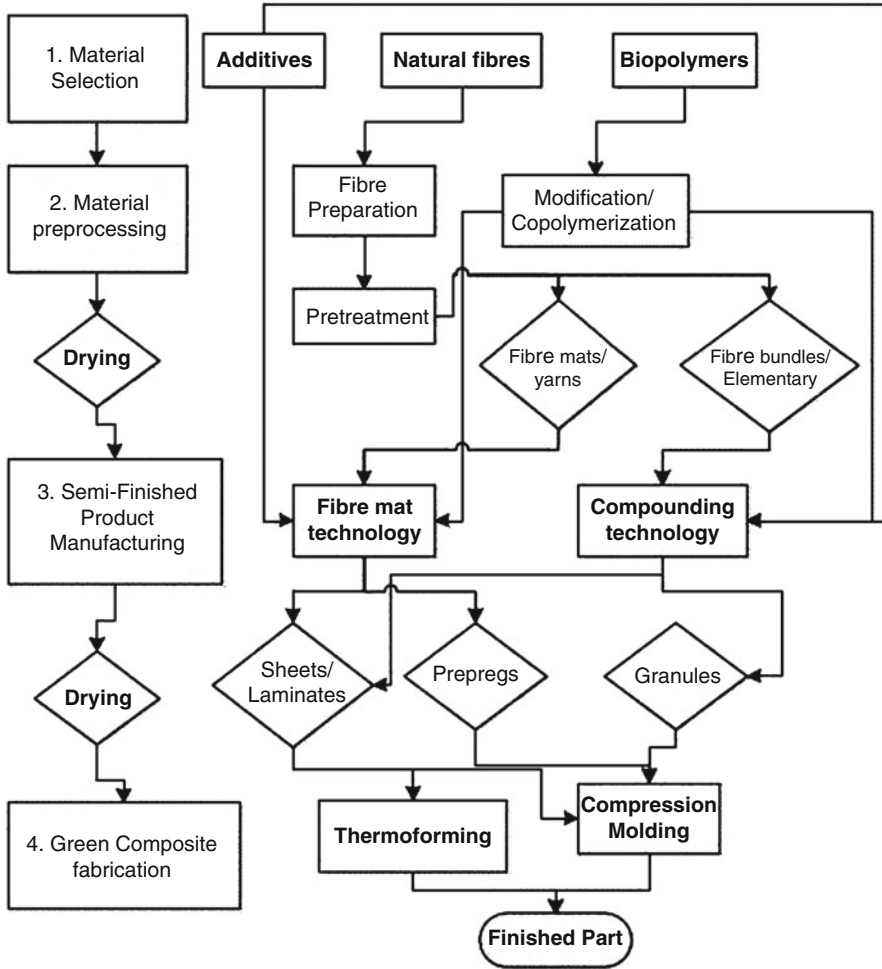 1. Material
Selection
Additives
Natural fibres
Biopolymers
2. Material
preprocessing
Fibre
Preparation
Modification/
Copolymerization
Pretreatment
Drying
Fibre mats/
yarns
Fibre bundles/
Elementary
3. Semi-Finished
Product
Manufacturing
Fibre mat
technology
Compounding
technology
Drying
Sheets/
Laminates
Prepregs
Granules
4. Green Composite
fabrication
Thermoforming
Compression
Molding
Finished Part